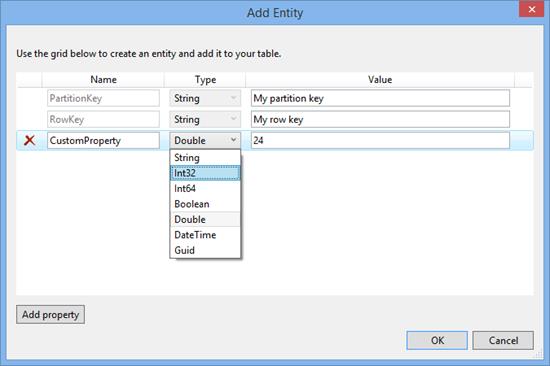 Add Entity
Use the grid below to create an entity and add it to your table.
Name Type Value
PartitionKey String My partition key
RowKey String My row key
CustomProperty Double 24
String
Int32
Int64
Boolean
Double
DateTime
Guid
Add property
OK Cancel